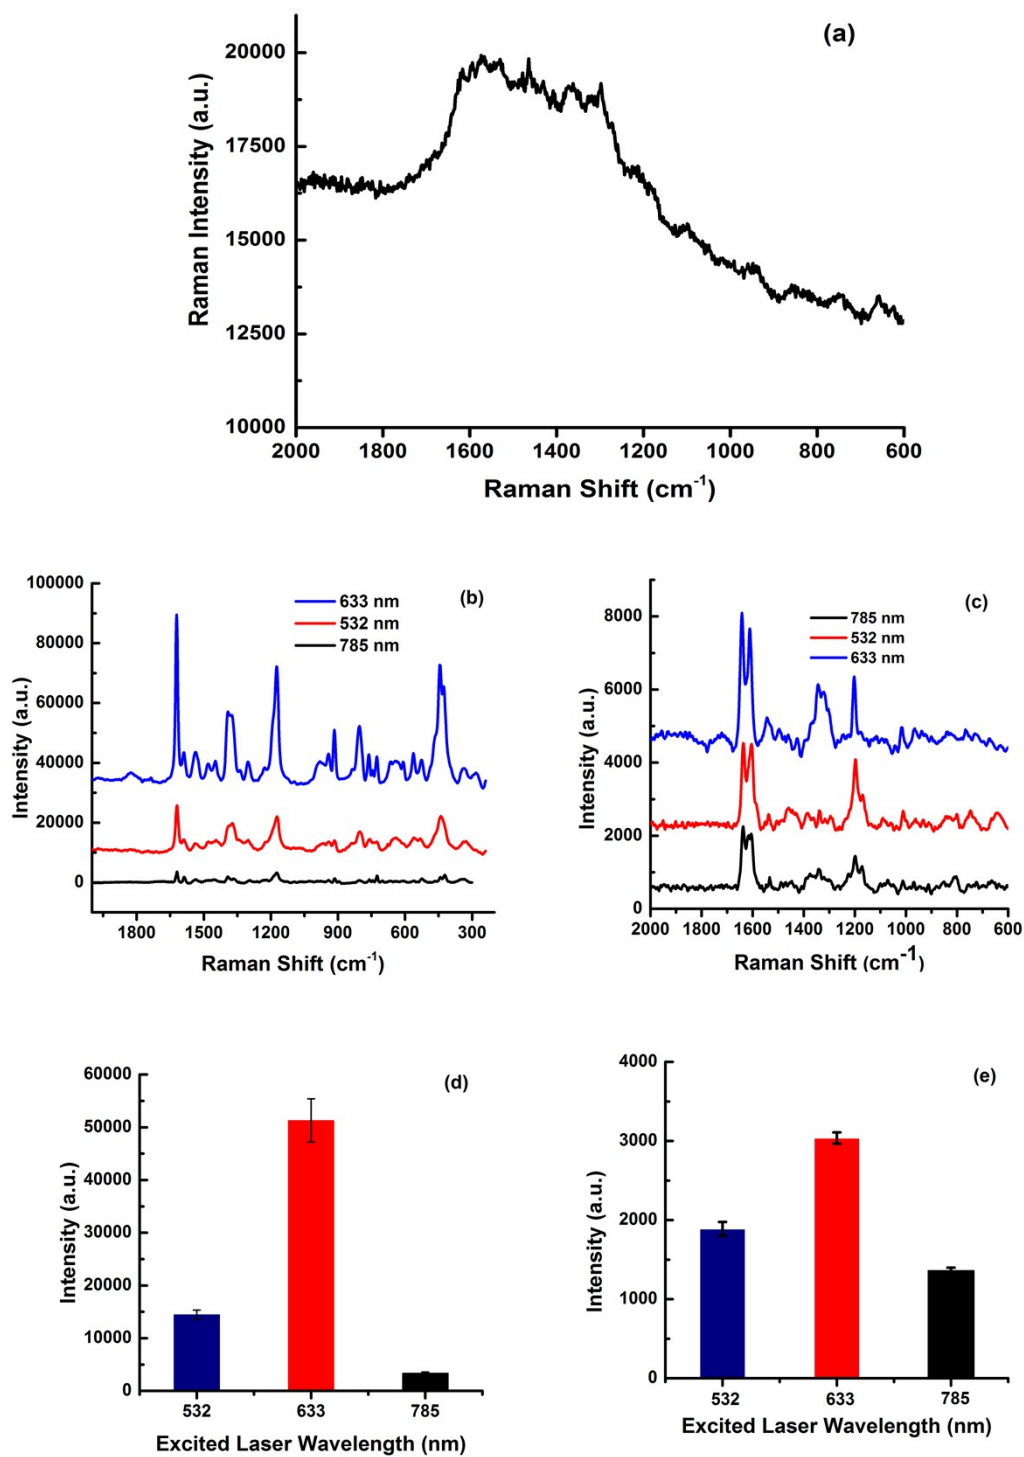 (a)
20000
17500
15000
12500
10000
Raman Intensity (a.u.)
2000 1800 1600 1400 1200 1000 800 600
Raman Shift (cm-1)
(b)
100000
80000
60000
40000
20000
0
Intensity (a.u.)
633 nm
532 nm
785 nm
1800 1500 1200 900 600 300
Raman Shift (cm-1)
(c)
8000
6000
4000
2000
0
Intensity (a.u.)
785 nm
532 nm
633 nm
2000 1800 1600 1400 1200 1000 800 600
Raman Shift (cm-1)
(d)
60000
50000
40000
30000
20000
10000
0
Intensity (a.u.)
532 633 785
Excited Laser Wavelength (nm)
(e)
4000
3000
2000
1000
0
Intensity (a.u.)
532 633 785
Excited Laser Wavelength (nm)